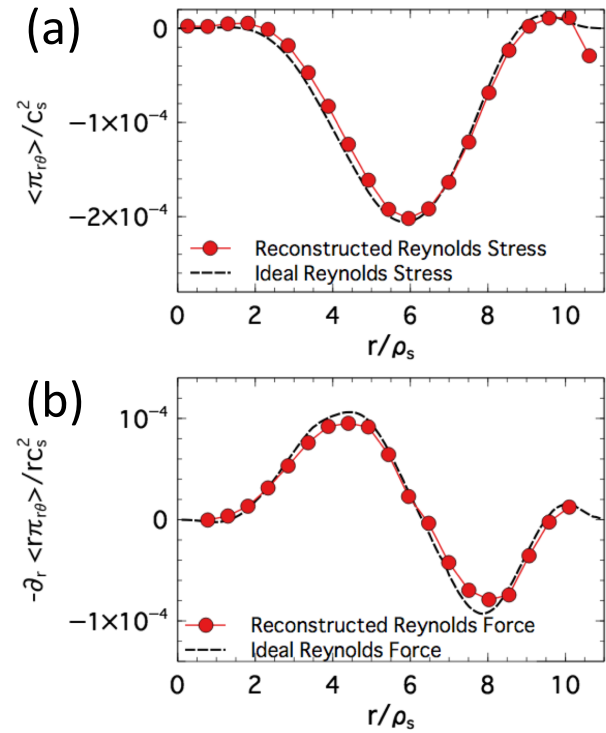 (a)
<π_rθ>/c_s^2
0
−1×10⁻⁴
−2×10⁻⁴
Reconstructed Reynolds Stress
Ideal Reynolds Stress
0 2 4 6 8 10
r/ρ_s
(b)
-∂_r <rπ_rθ>/rc_s^2
10⁻⁴
0
−1×10⁻⁴
Reconstructed Reynolds Force
Ideal Reynolds Force
0 2 4 6 8 10
r/ρ_s